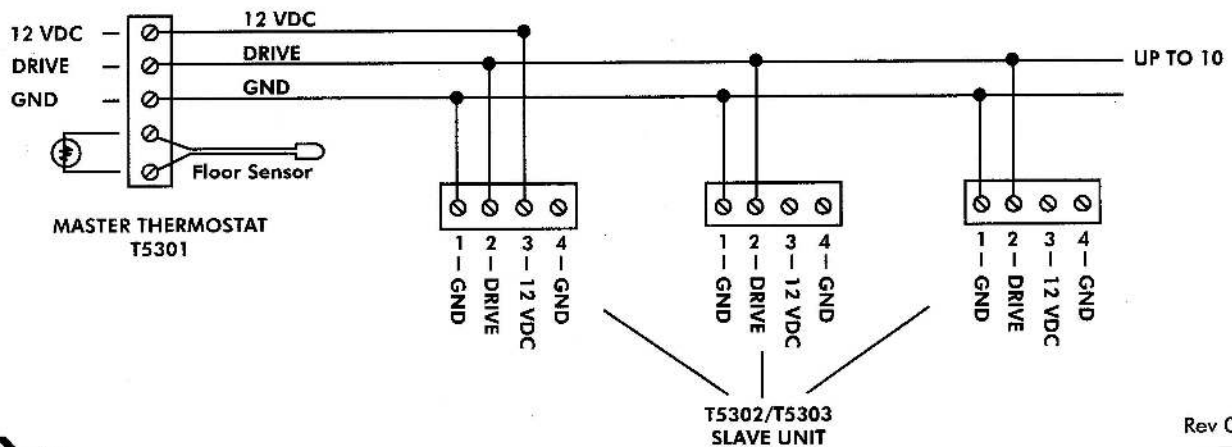 12 VDC
DRIVE
GND
12 VDC
DRIVE
GND
UP TO 10
Floor Sensor
MASTER THERMOSTAT
T5301
1 – GND
2 – DRIVE
3 – 12 VDC
4 – GND
1 – GND
2 – DRIVE
3 – 12 VDC
4 – GND
1 – GND
2 – DRIVE
3 – 12 VDC
4 – GND
T5302/T5303
SLAVE UNIT
Rev